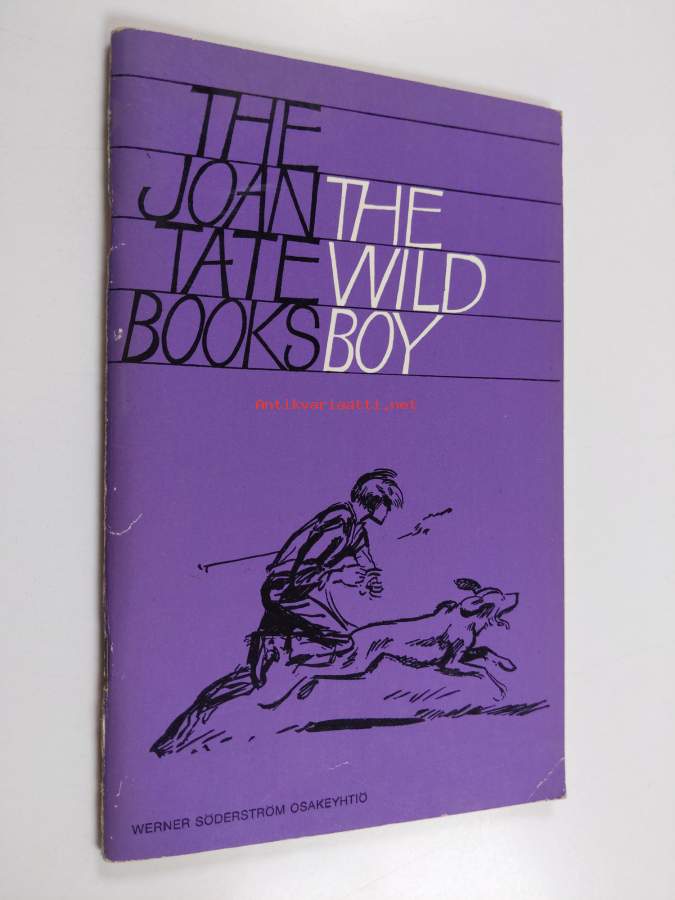 THE
JOAN
TATE
BOOKS
THE
WILD
BOY
Antikvariaatti.net
WERNER SÖDERSTRÖM OSAKEYHTIÖ